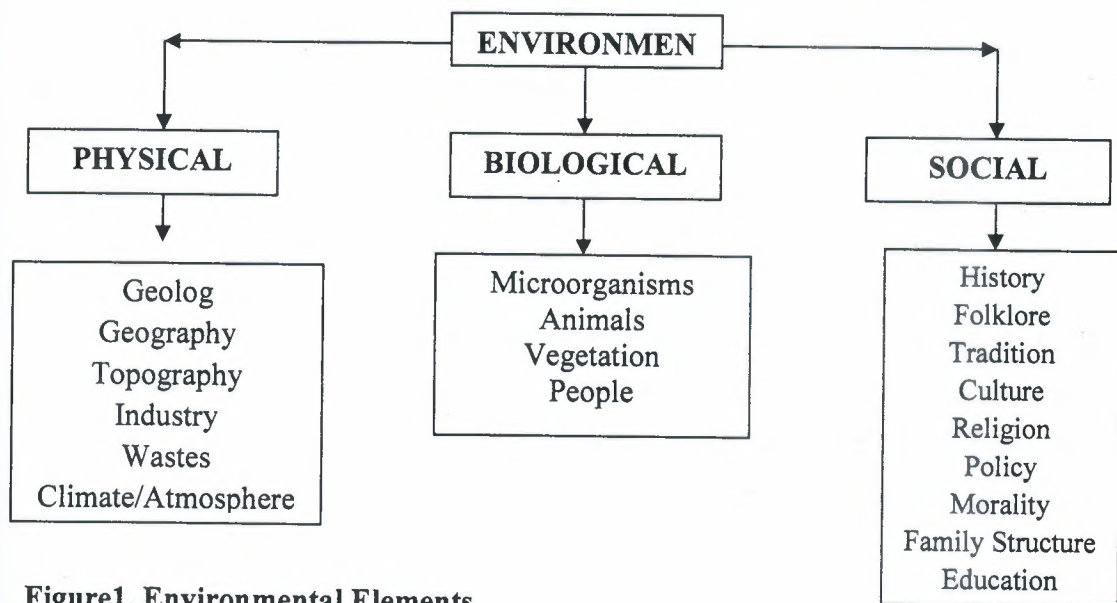 ENVIRONMEN
PHYSICAL
BIOLOGICAL
SOCIAL
Geolog
Geography
Topography
Industry
Wastes
Climate/Atmosphere
Microorganisms
Animals
Vegetation
People
History
Folklore
Tradition
Culture
Religion
Policy
Morality
Family Structure
Education
Figure1. Environmental Elements